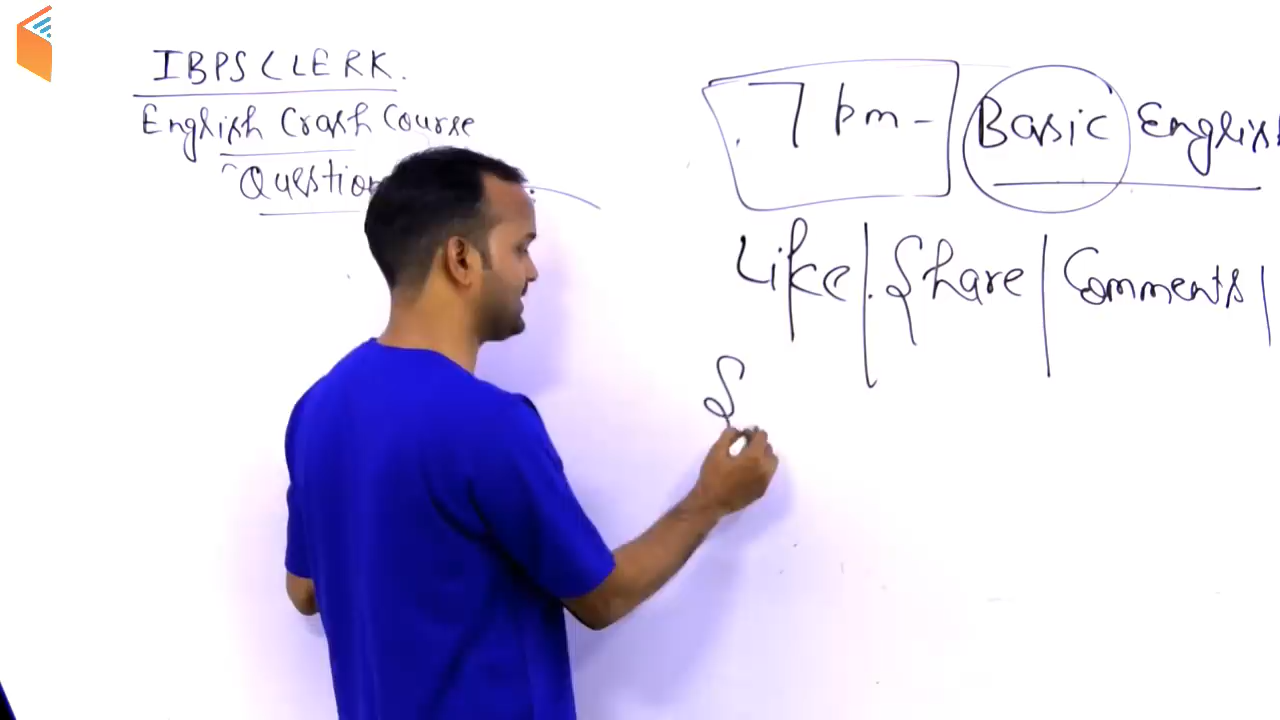 IBPS CLERK.
English Crash Course
Question
7 pm - Basic English
Like | Share | Comments |
S